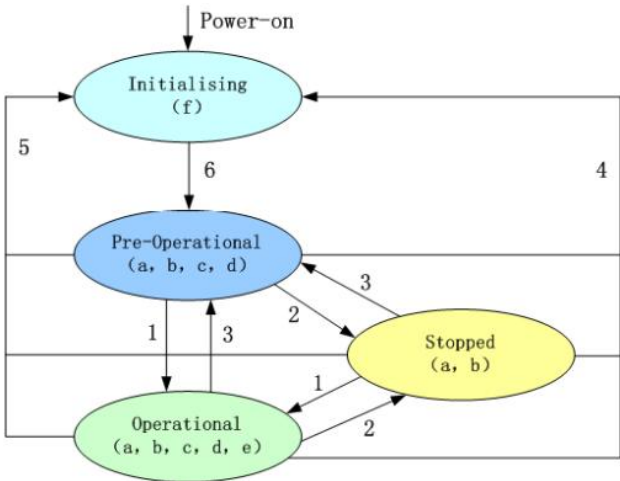 Power-on
Initialising
(f)
5
6
4
Pre-Operational
(a, b, c, d)
3
2
1
3
Stopped
(a, b)
1
Operational
(a, b, c, d, e)
2